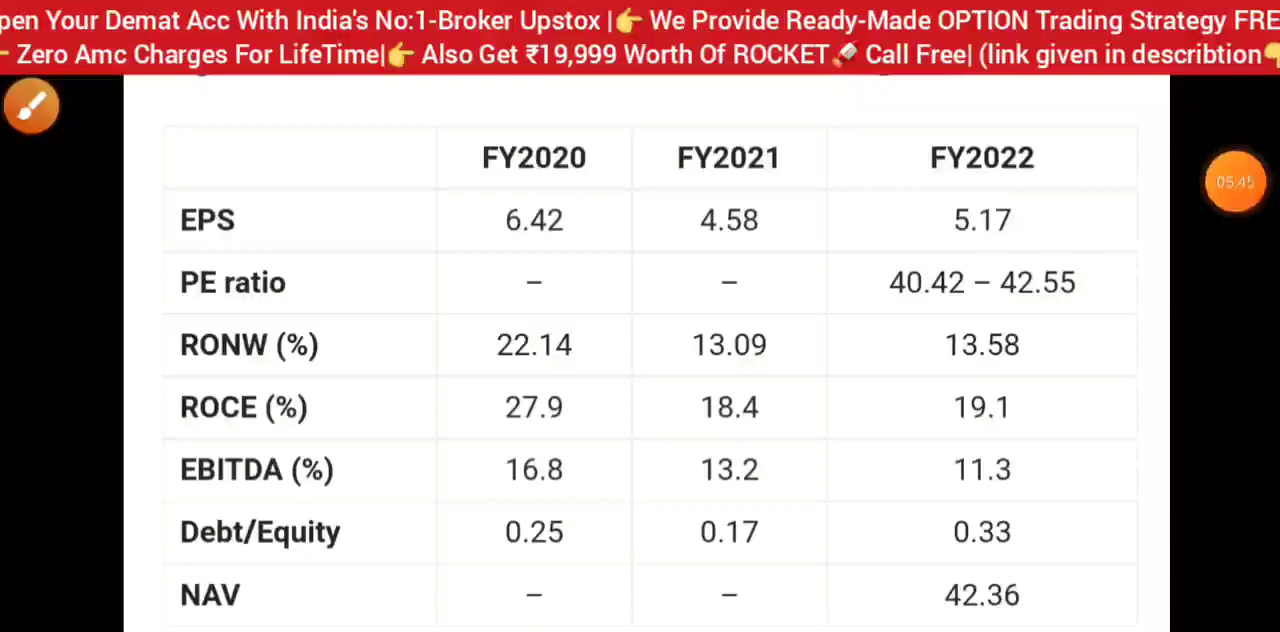 pen Your Demat Acc With India's No:1-Broker Upstox |👉 We Provide Ready-Made OPTION Trading Strategy FRE
Zero Amc Charges For LifeTime|👉 Also Get ₹19,999 Worth Of ROCKET🚀 Call Free| (link given in describtion👇
05:45
FY2020 FY2021 FY2022
EPS 6.42 4.58 5.17
PE ratio – – 40.42 – 42.55
RONW (%) 22.14 13.09 13.58
ROCE (%) 27.9 18.4 19.1
EBITDA (%) 16.8 13.2 11.3
Debt/Equity 0.25 0.17 0.33
NAV – – 42.36